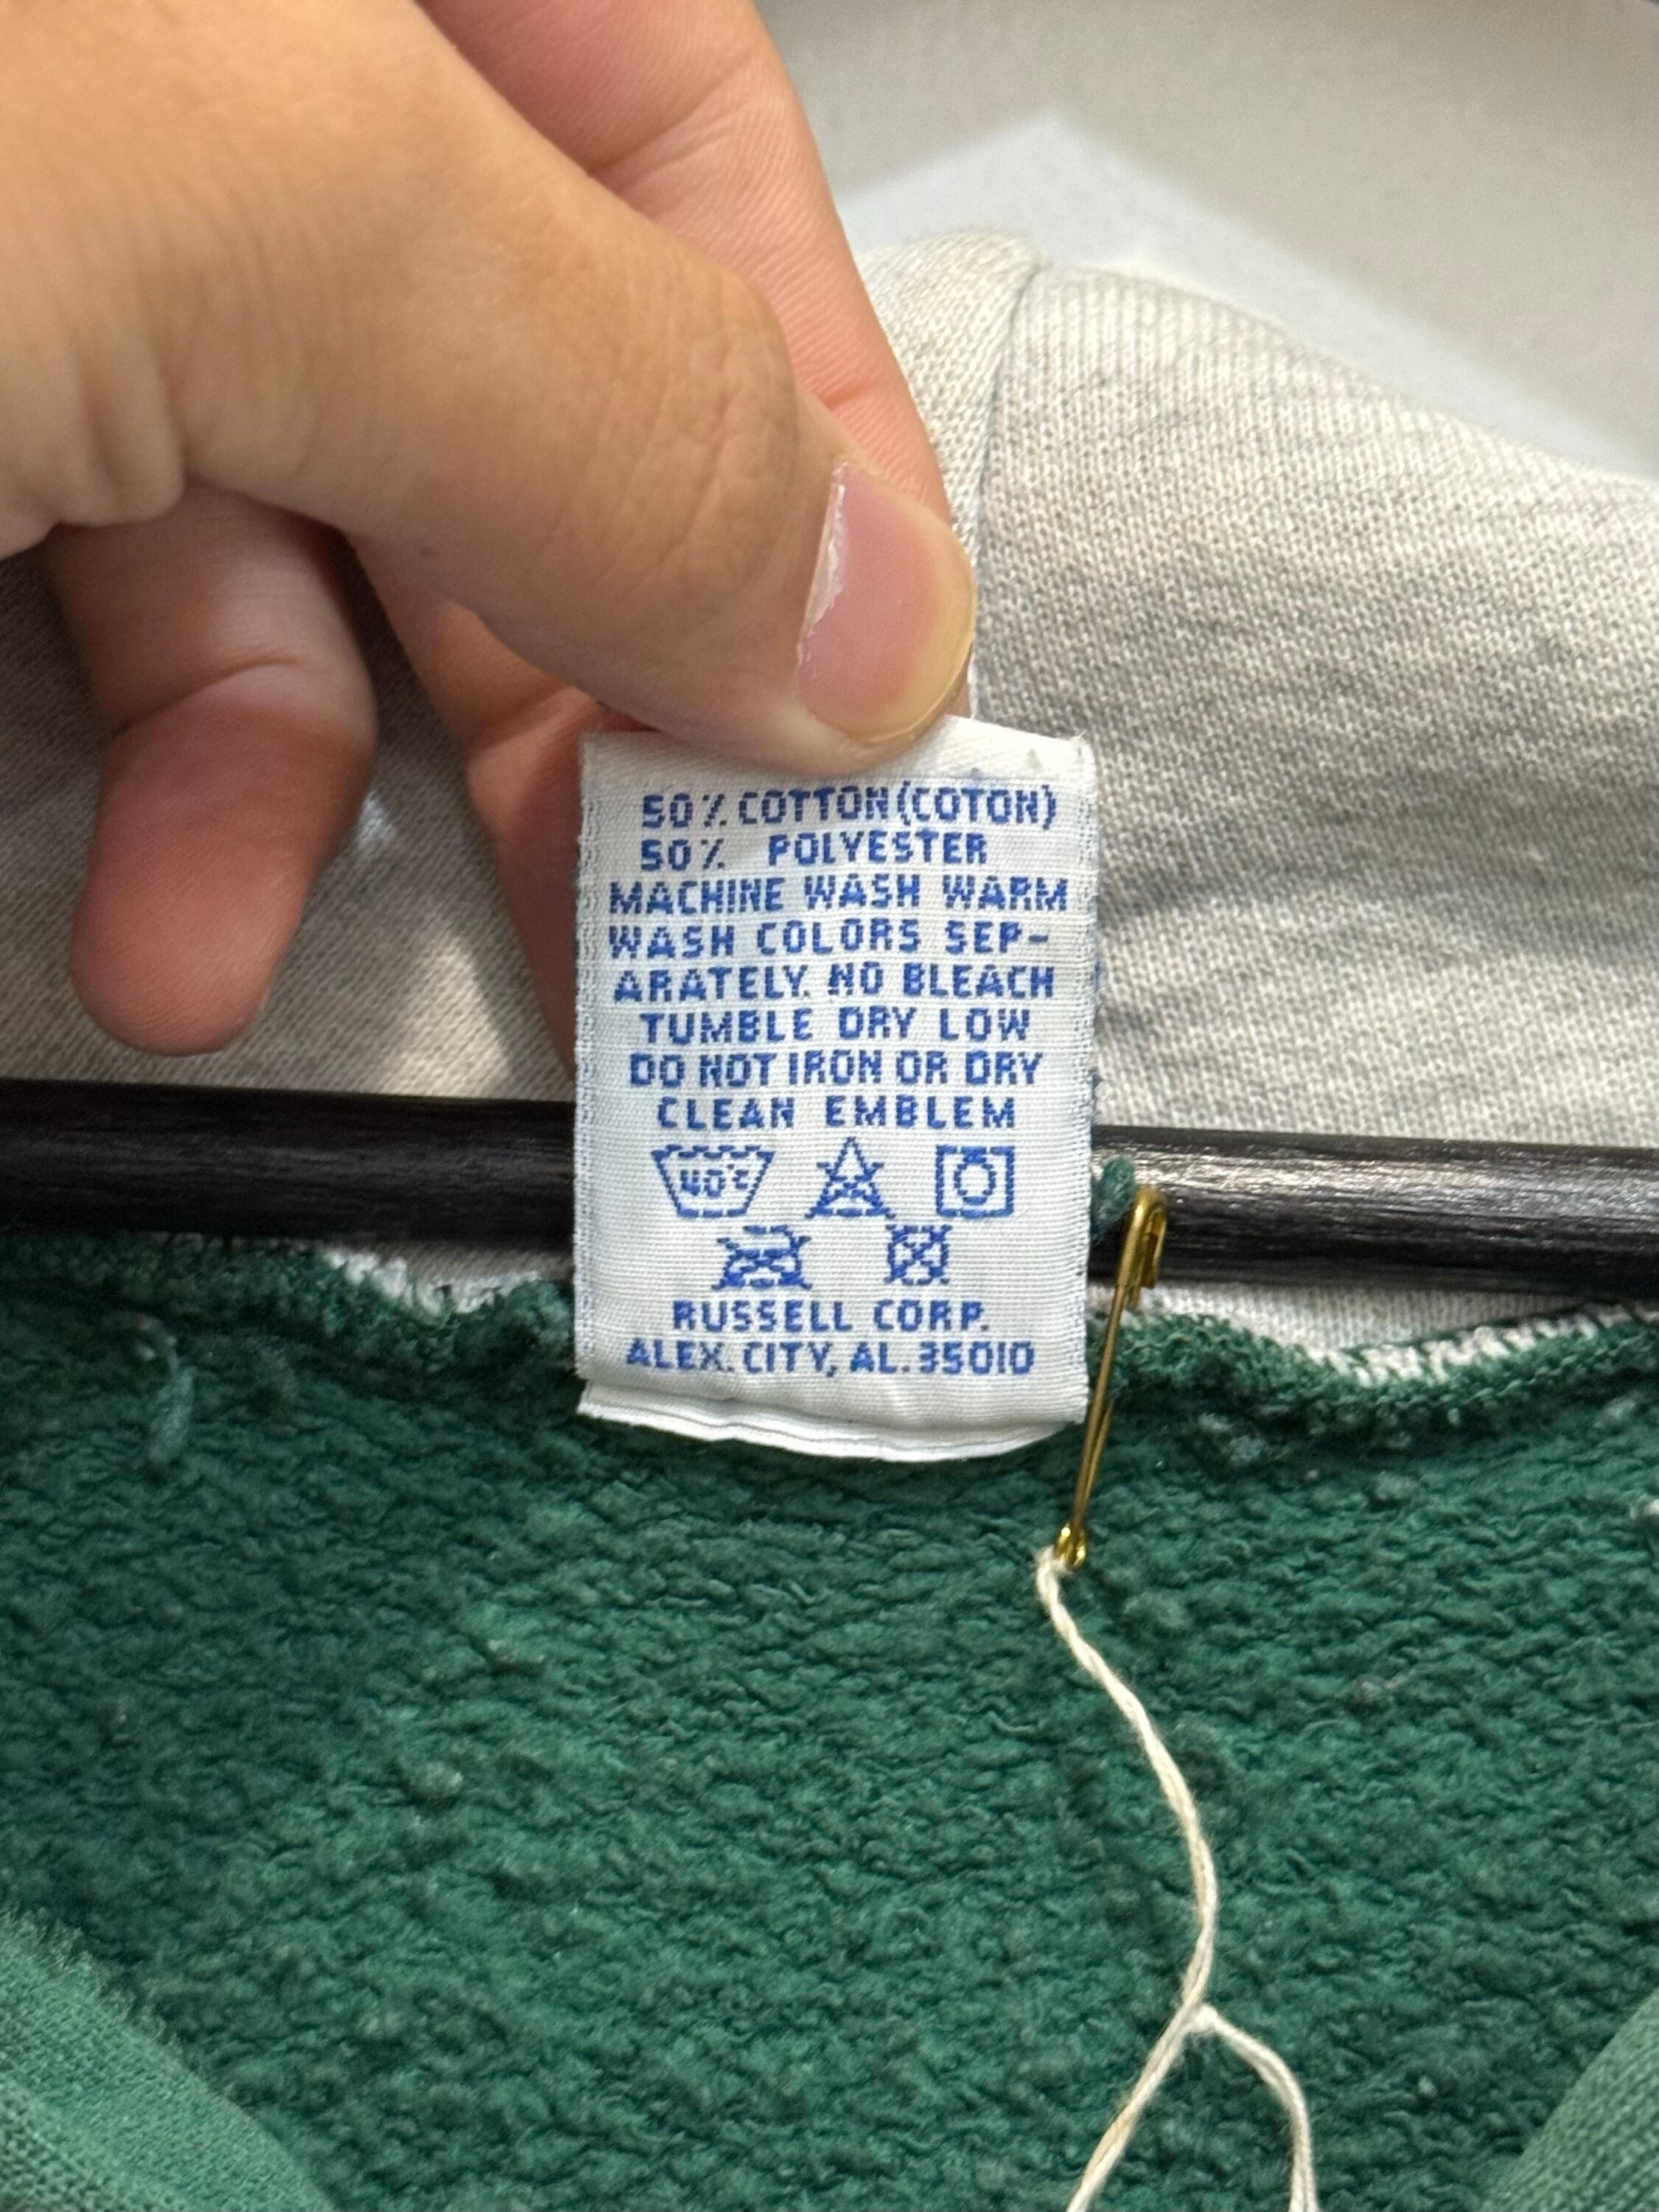 50% COTTON (COTON)
50% POLYESTER
MACHINE WASH WARM
WASH COLORS SEP-
ARATELY. NO BLEACH
TUMBLE DRY LOW
DO NOT IRON OR DRY
CLEAN EMBLEM
40°C
RUSSELL CORP.
ALEX. CITY, AL. 35010